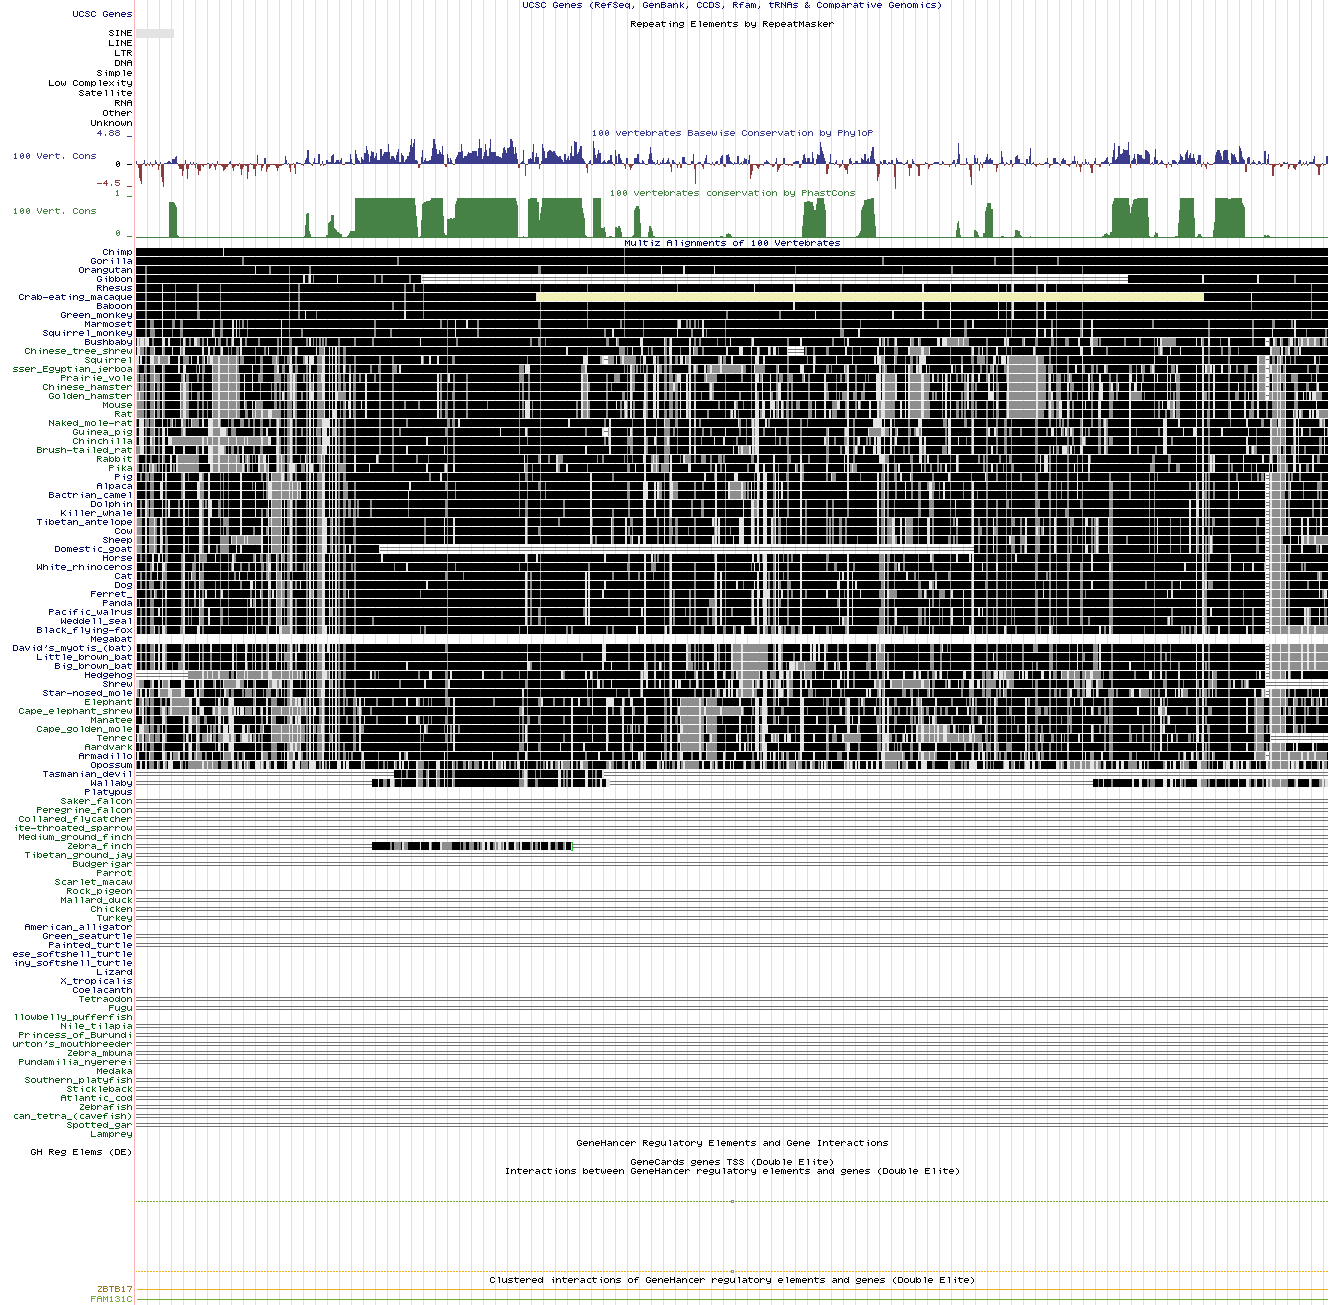 UCSC Genes (RefSeq, GenBank, CCDS, Rfam, tRNAs & Comparative Genomics)
UCSC Genes
Repeating Elements by RepeatMasker
SINE
LINE
LTR
DNA
Simple
Low Complexity
Satellite
RNA
Other
Unknown
4.88 _
100 vertebrates Basewise Conservation by PhyloP
100 Vert. Cons
0 -
-4.5 _
1 _
100 vertebrates conservation by PhastCons
100 Vert. Cons
0 _
Multiz Alignments of 100 Vertebrates
Chimp
Gorilla
Orangutan
Gibbon
Rhesus
Crab-eating_macaque
Baboon
Green_monkey
Marmoset
Squirrel_monkey
Bushbaby
Chinese_tree_shrew
Squirrel
sser_Egyptian_jerboa
Prairie_vole
Chinese_hamster
Golden_hamster
Mouse
Rat
Naked_mole-rat
Guinea_pig
Chinchilla
Brush-tailed_rat
Rabbit
Pika
Pig
Alpaca
Bactrian_camel
Dolphin
Killer_whale
Tibetan_antelope
Cow
Sheep
Domestic_goat
Horse
White_rhinoceros
Cat
Dog
Ferret_
Panda
Pacific_walrus
Weddell_seal
Black_flying-fox
Megabat
David's_myotis_(bat)
Little_brown_bat
Big_brown_bat
Hedgehog
Shrew
Star-nosed_mole
Elephant
Cape_elephant_shrew
Manatee
Cape_golden_mole
Tenrec
Aardvark
Armadillo
Opossum
Tasmanian_devil
Wallaby
Platypus
Saker_falcon
Peregrine_falcon
Collared_flycatcher
ite-throated_sparrow
Medium_ground_finch
Zebra_finch
Tibetan_ground_jay
Budgerigar
Parrot
Scarlet_macaw
Rock_pigeon
Mallard_duck
Chicken
Turkey
American_alligator
Green_seaturtle
Painted_turtle
ese_softshell_turtle
iny_softshell_turtle
Lizard
X_tropicalis
Coelacanth
Tetraodon
Fugu
llowbelly_pufferfish
Nile_tilapia
Princess_of_Burundi
urton's_mouthbreeder
Zebra_mbuna
Pundamilia_nyererei
Medaka
Southern_platyfish
Stickleback
Atlantic_cod
Zebrafish
can_tetra_(cavefish)
Spotted_gar
Lamprey
GeneHancer Regulatory Elements and Gene Interactions
GH Reg Elems (DE)
GeneCards genes TSS (Double Elite)
Interactions between GeneHancer regulatory elements and genes (Double Elite)
Clustered interactions of GeneHancer regulatory elements and genes (Double Elite)
ZBTB17
FAM131C